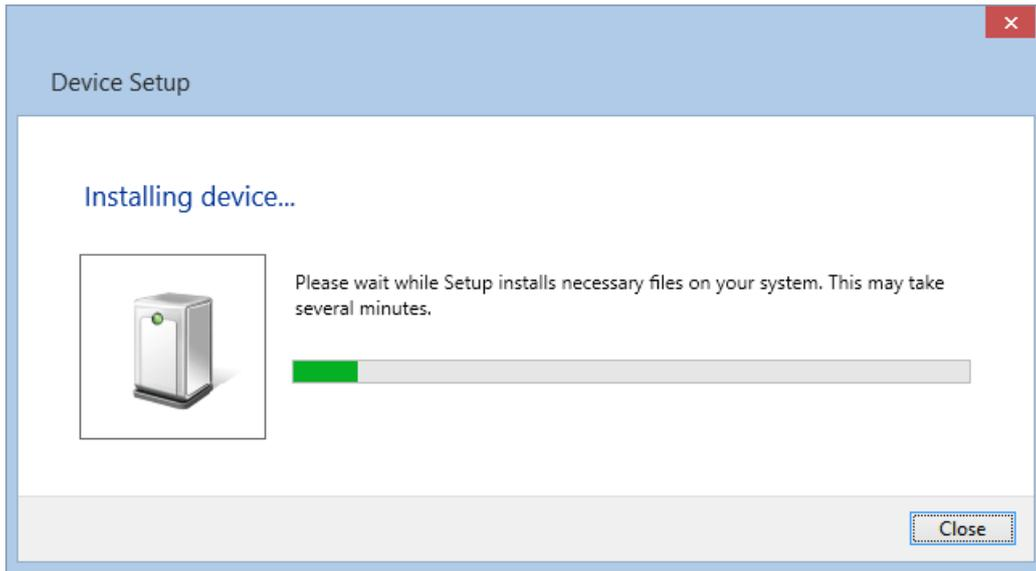 Device Setup
Installing device...
Please wait while Setup installs necessary files on your system. This may take
several minutes.
Close